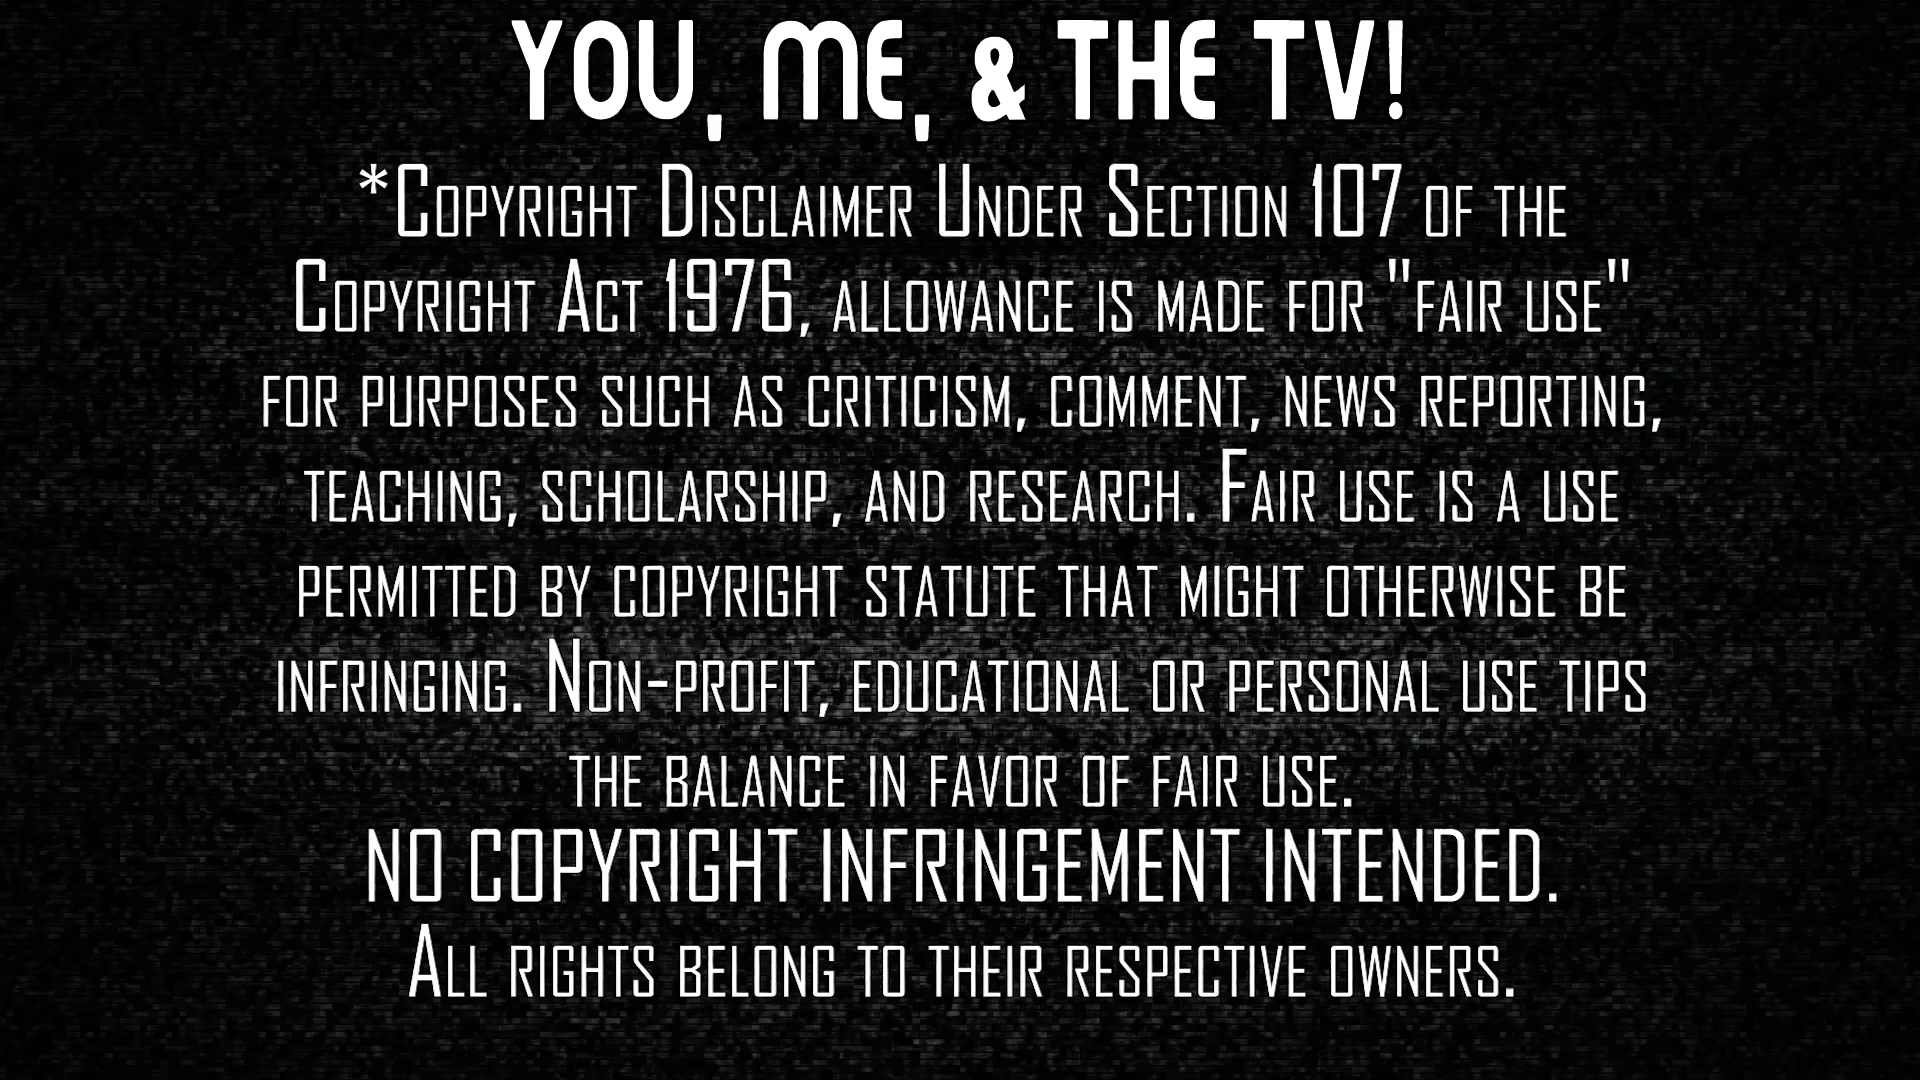 YOU, ME, & THE TV!
*Copyright Disclaimer Under Section 107 of the
Copyright Act 1976, allowance is made for "fair use"
for purposes such as criticism, comment, news reporting,
teaching, scholarship, and research. Fair use is a use
permitted by copyright statute that might otherwise be
infringing. Non-profit, educational or personal use tips
the balance in favor of fair use.
NO COPYRIGHT INFRINGEMENT INTENDED.
All rights belong to their respective owners.